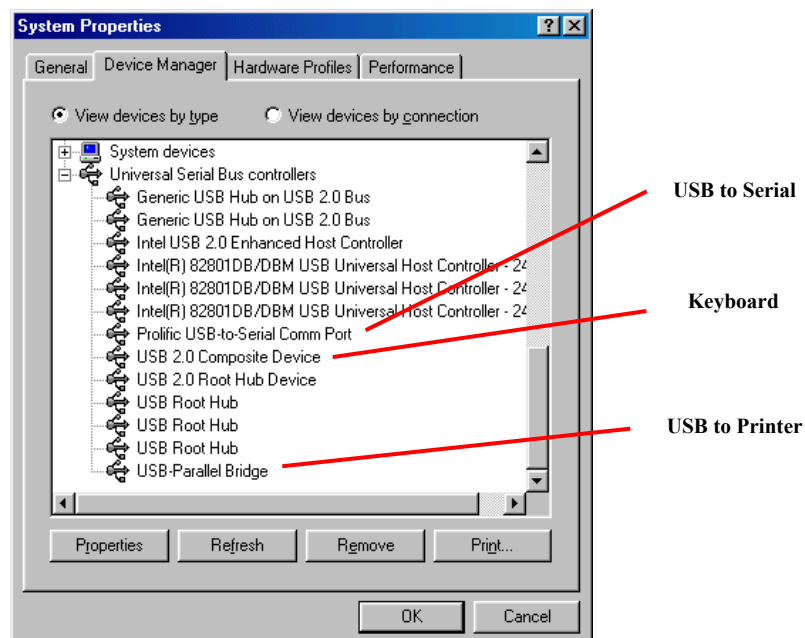 System Properties
General Device Manager Hardware Profiles Performance
View devices by type View devices by connection
System devices
Universal Serial Bus controllers
Generic USB Hub on USB 2.0 Bus
Generic USB Hub on USB 2.0 Bus
Intel USB 2.0 Enhanced Host Controller
Intel(R) 82801DB/DBM USB Universal Host Controller - 24
Intel(R) 82801DB/DBM USB Universal Host Controller - 24
Intel(R) 82801DB/DBM USB Universal Host Controller - 24
Prolific USB-to-Serial Comm Port
USB 2.0 Composite Device
USB 2.0 Root Hub Device
USB Root Hub
USB Root Hub
USB Root Hub
USB-Parallel Bridge
Properties Refresh Remove Print...
OK Cancel
USB to Serial
Keyboard
USB to Printer